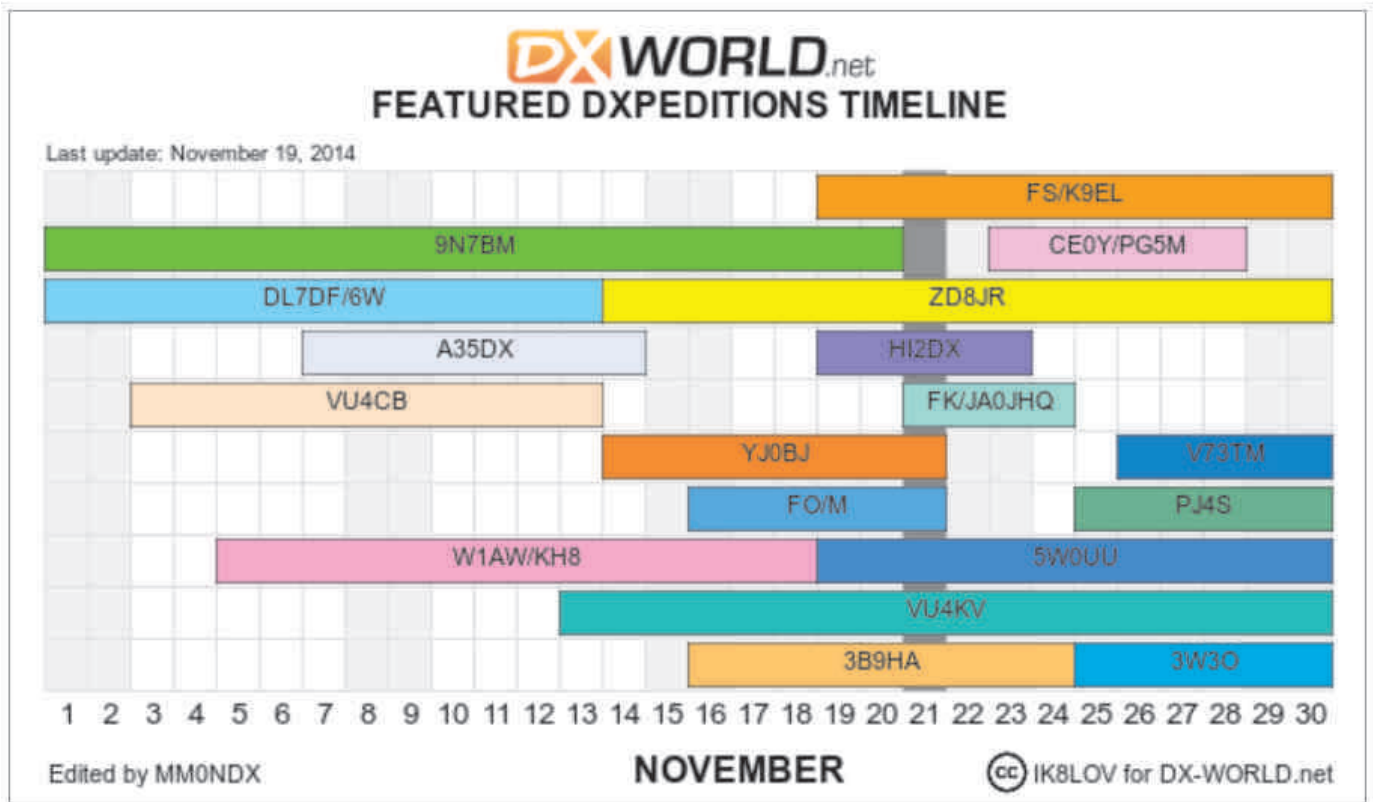 DX WORLD.net
FEATURED DXPEDITIONS TIMELINE
Last update: November 19, 2014
FS/K9EL
9N7BM CE0Y/PG5M
DL7DF/6W ZD8JR
A35DX HI2DX
VU4CB FK/JA0JHQ
YJ0BJ V73TM
FO/M PJ4S
W1AW/KH8 5W0UU
VU4KV
3B9HA 3W3O
1 2 3 4 5 6 7 8 9 10 11 12 13 14 15 16 17 18 19 20 21 22 23 24 25 26 27 28 29 30
Edited by MM0NDX NOVEMBER (cc) IK8LOV for DX-WORLD.net